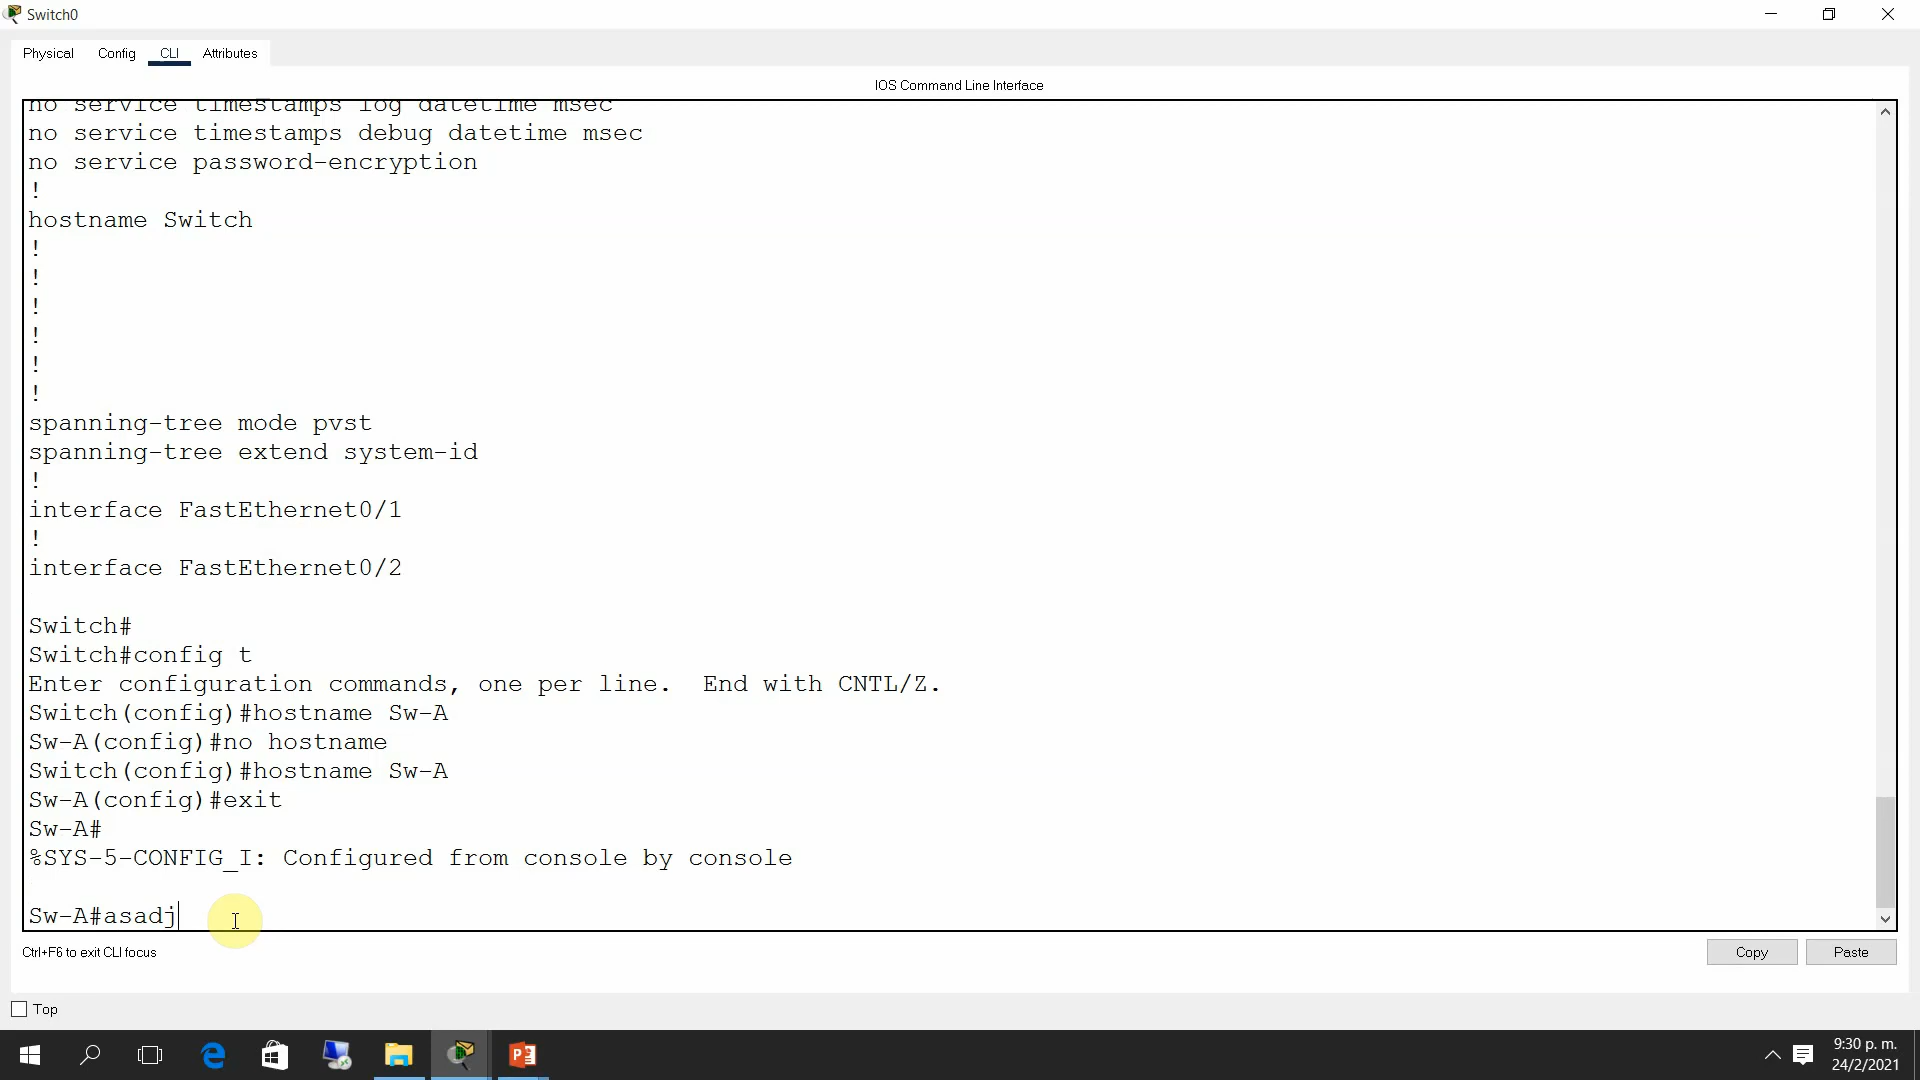 Switch0
Physical Config CLI Attributes
IOS Command Line Interface
no service timestamps log datetime msec
no service timestamps debug datetime msec
no service password-encryption
!
hostname Switch
!
!
!
!
!
!
spanning-tree mode pvst
spanning-tree extend system-id
!
interface FastEthernet0/1
!
interface FastEthernet0/2
Switch#
Switch#config t
Enter configuration commands, one per line.  End with CNTL/Z.
Switch(config)#hostname Sw-A
Sw-A(config)#no hostname
Switch(config)#hostname Sw-A
Sw-A(config)#exit
Sw-A#
%SYS-5-CONFIG_I: Configured from console by console
Sw-A#asadj
Ctrl+F6 to exit CLI focus
Copy Paste
Top
9:30 p. m.
24/2/2021